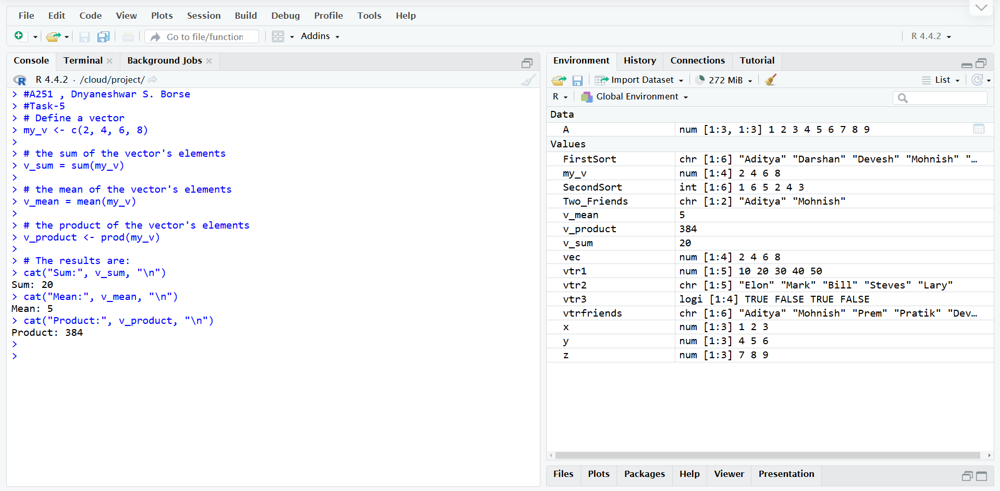 File Edit Code View Plots Session Build Debug Profile Tools Help
Go to file/function Addins R 4.4.2
Console Terminal Background Jobs
R 4.4.2 · /cloud/project/
> #A251 , Dnyaneshwar S. Borse
> #Task-5
> # Define a vector
> my_v <- c(2, 4, 6, 8)
>
> # the sum of the vector's elements
> v_sum = sum(my_v)
>
> # the mean of the vector's elements
> v_mean = mean(my_v)
>
> # the product of the vector's elements
> v_product <- prod(my_v)
>
> # The results are:
> cat("Sum:", v_sum, "\n")
Sum: 20
> cat("Mean:", v_mean, "\n")
Mean: 5
> cat("Product:", v_product, "\n")
Product: 384
>
>
Environment History Connections Tutorial
Import Dataset 272 MiB List
R Global Environment
Data
A num [1:3, 1:3] 1 2 3 4 5 6 7 8 9
Values
FirstSort chr [1:6] "Aditya" "Darshan" "Devesh" "Mohnish" "…
my_v num [1:4] 2 4 6 8
SecondSort int [1:6] 1 6 5 2 4 3
Two_Friends chr [1:2] "Aditya" "Mohnish"
v_mean 5
v_product 384
v_sum 20
vec num [1:4] 2 4 6 8
vtr1 num [1:5] 10 20 30 40 50
vtr2 chr [1:5] "Elon" "Mark" "Bill" "Steves" "Lary"
vtr3 logi [1:4] TRUE FALSE TRUE FALSE
vtrfriends chr [1:6] "Aditya" "Mohnish" "Prem" "Pratik" "Dev…
x num [1:3] 1 2 3
y num [1:3] 4 5 6
z num [1:3] 7 8 9
Files Plots Packages Help Viewer Presentation